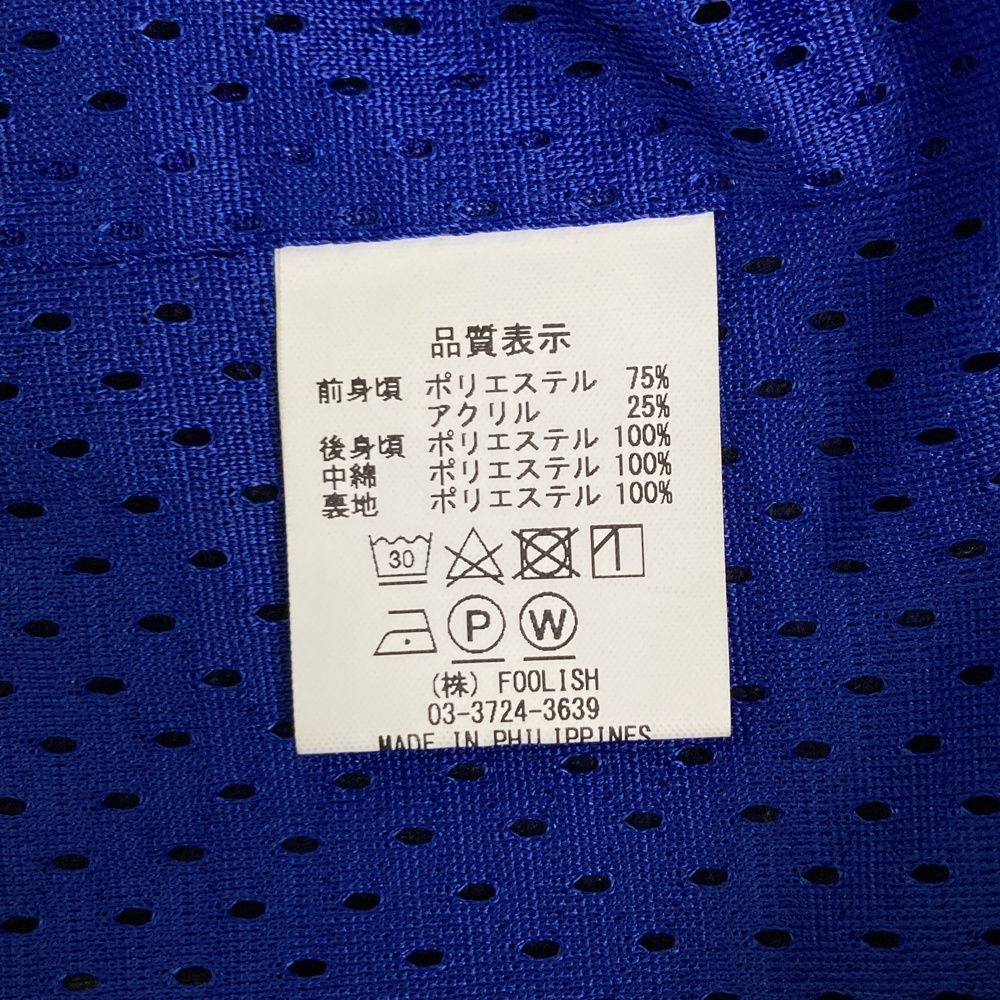 品質表示
前身頃 ポリエステル 75%
アクリル 25%
後身頃 ポリエステル 100%
中綿 ポリエステル 100%
裏地 ポリエステル 100%
30
P W
(株) FOOLISH
03-3724-3639
MADE IN PHILIPPINES